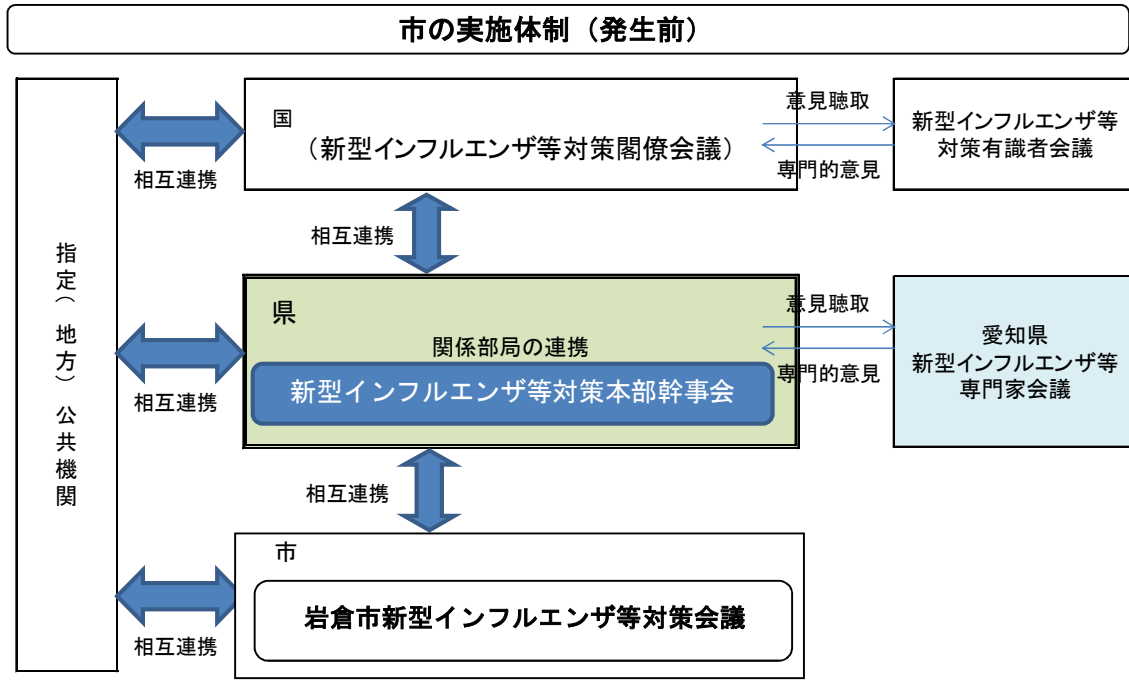 市の実施体制（発生前）
国
（新型インフルエンザ等対策閣僚会議）
意見聴取
専門的意見
新型インフルエンザ等
対策有識者会議
相互連携
相互連携
指定（地方）公共機関
県
関係部局の連携
新型インフルエンザ等対策本部幹事会
意見聴取
専門的意見
愛知県
新型インフルエンザ等
専門家会議
相互連携
相互連携
市
岩倉市新型インフルエンザ等対策会議
相互連携